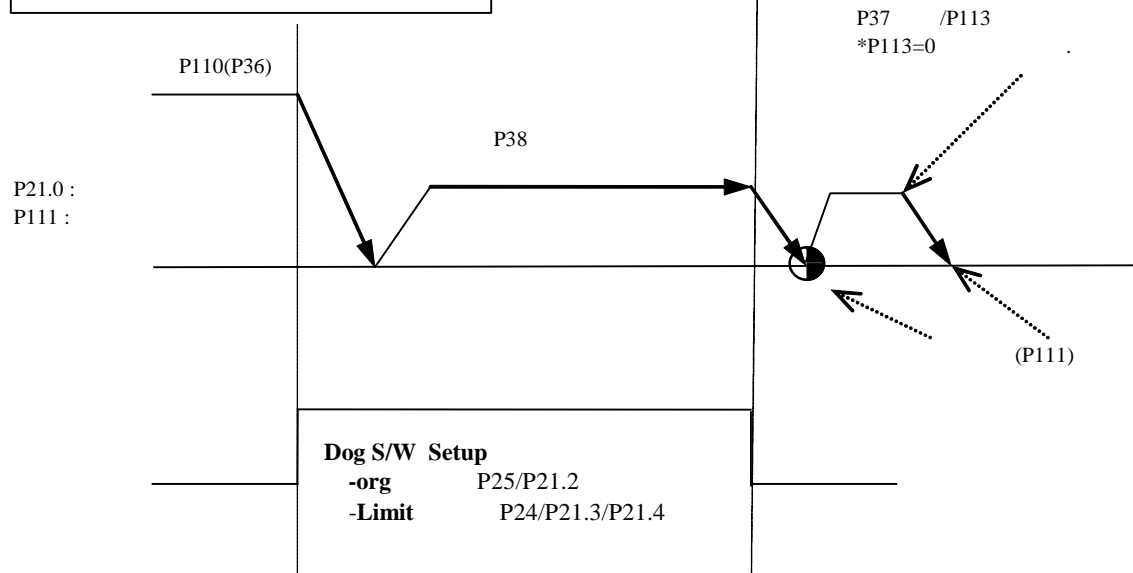 P37 /P113
*P113=0 .
P110(P36)
P38
P21.0 :
P111 :
(P111)
Dog S/W Setup
-org P25/P21.2
-Limit P24/P21.3/P21.4